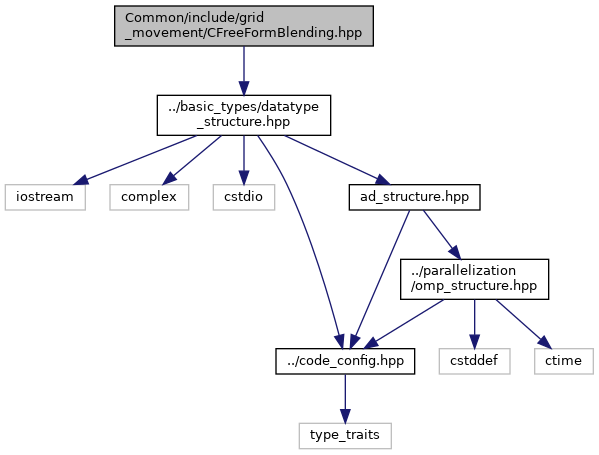 Common/include/grid
_movement/CFreeFormBlending.hpp
../basic_types/datatype
_structure.hpp
iostream
complex
cstdio
ad_structure.hpp
../parallelization
/omp_structure.hpp
../code_config.hpp
cstddef
ctime
type_traits